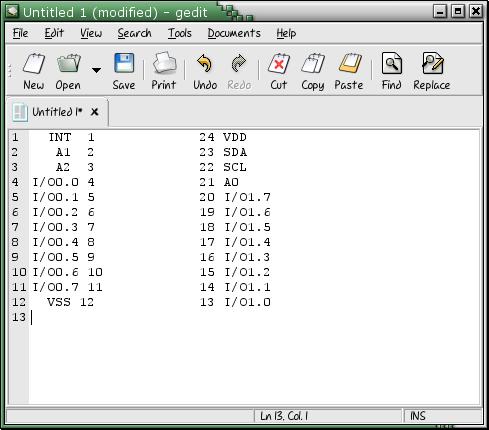 Untitled 1 (modified) - gedit
File Edit View Search Tools Documents Help
New Open Save Print Undo Redo Cut Copy Paste Find Replace
Untitled 1* x
1 INT 1 24 VDD
2 A1 2 23 SDA
3 A2 3 22 SCL
4 I/O0.0 4 21 A0
5 I/O0.1 5 20 I/O1.7
6 I/O0.2 6 19 I/O1.6
7 I/O0.3 7 18 I/O1.5
8 I/O0.4 8 17 I/O1.4
9 I/O0.5 9 16 I/O1.3
10 I/O0.6 10 15 I/O1.2
11 I/O0.7 11 14 I/O1.1
12 VSS 12 13 I/O1.0
13
Ln 13, Col. 1 INS